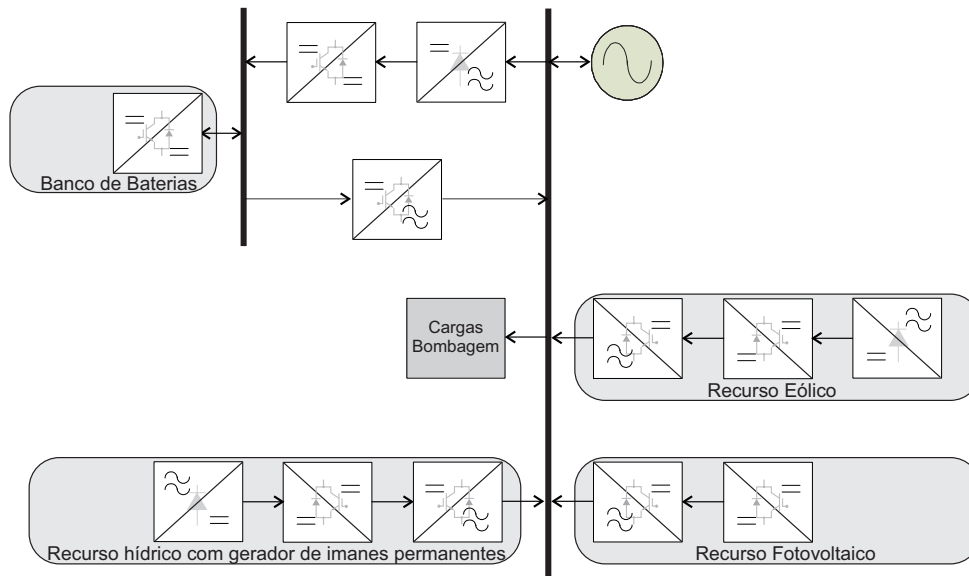 Banco de Baterias
Cargas
Bombagem
Recurso Eólico
Recurso hídrico com gerador de imanes permanentes
Recurso Fotovoltaico